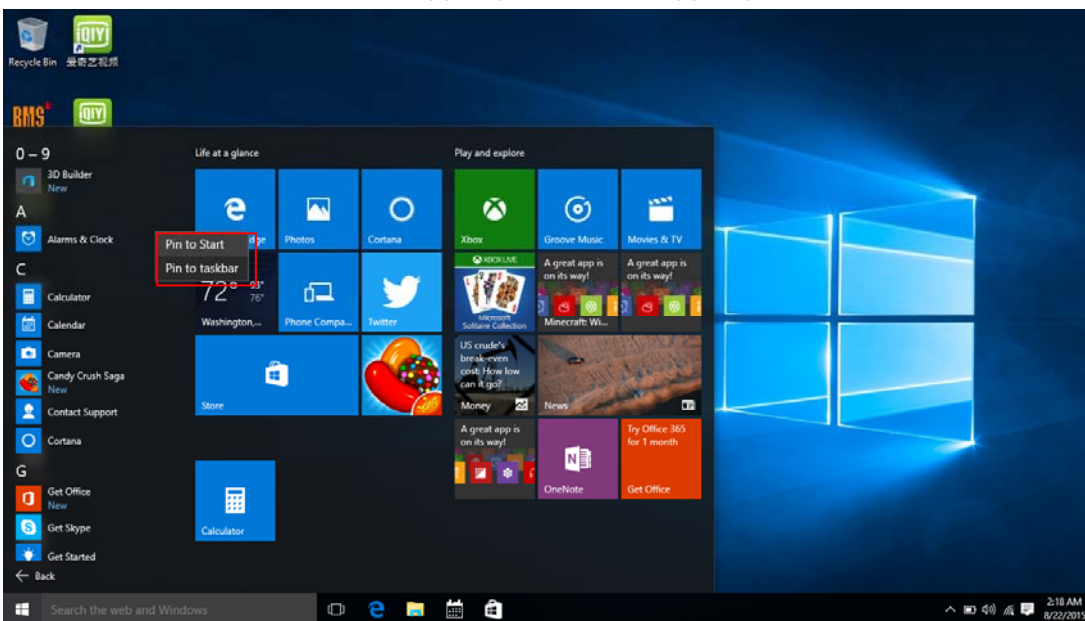 Recycle Bin
爱奇艺视频
iQIYI
BMS
iQIYI
0 – 9
3D Builder
New
A
Alarms & Clock
C
Calculator
Calendar
Camera
Candy Crush Saga
New
Contact Support
Cortana
G
Get Office
New
Get Skype
Get Started
Back
Pin to Start
Pin to taskbar
Life at a glance
dge
Photos
Cortana
72°
93°
76°
Washington,...
Phone Compa...
Twitter
Store
Calculator
Play and explore
Xbox
Groove Music
Movies & TV
XBOX LIVE
Microsoft
Solitaire Collection
A great app is
on its way!
Minecraft: Wi...
A great app is
on its way!
US crude's
break-even
cost: How low
can it go?
Money
News
A great app is
on its way!
OneNote
Try Office 365
for 1 month
Get Office
Search the web and Windows
2:18 AM
8/22/2015